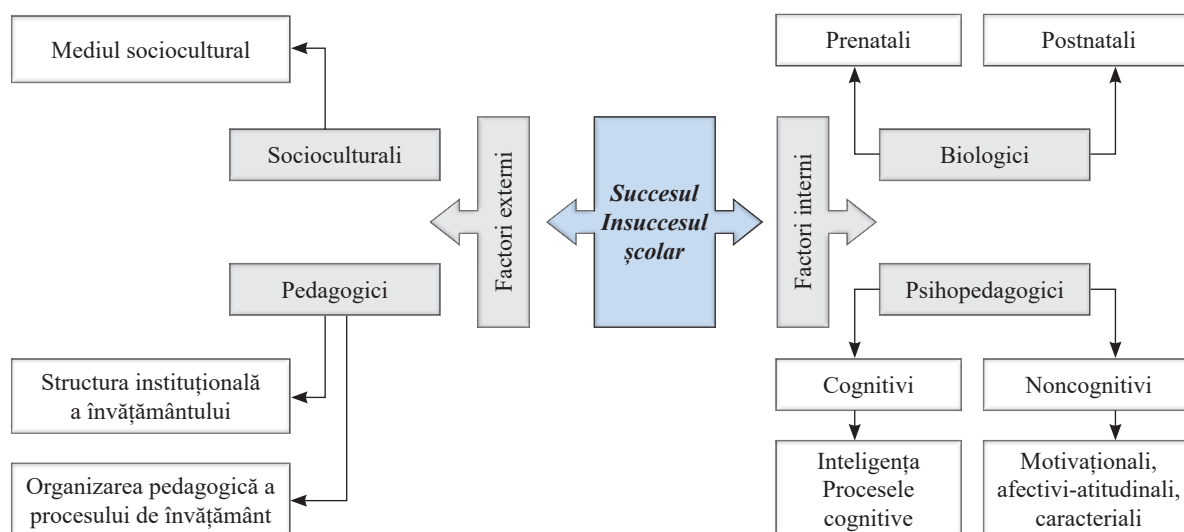 Mediul sociocultural
Socioculturali
Pedagogici
Structura instituțională
a învățământului
Organizarea pedagogică a
procesului de învățământ
Factori externi
Succesul
Insuccesul
școlar
Factori interni
Prenatali
Postnatali
Biologici
Psihopedagogici
Cognitivi
Noncognitivi
Inteligența
Procesele
cognitive
Motivaționali,
afectivi-atitudinali,
caracteriali